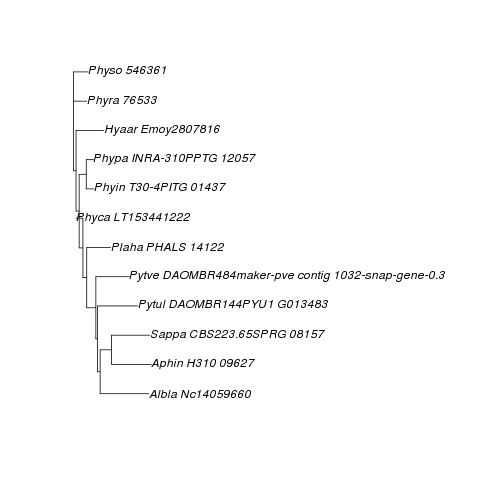 Physo 546361
Phyra 76533
Hyaar Emoy2807816
Phypa INRA-310PPTG 12057
Phyin T30-4PITG 01437
Phyca LT153441222
Plaha PHALS 14122
Pytve DAOMBR484maker-pve contig 1032-snap-gene-0.3
Pytul DAOMBR144PYU1 G013483
Sappa CBS223.65SPRG 08157
Aphin H310 09627
Albla Nc14059660